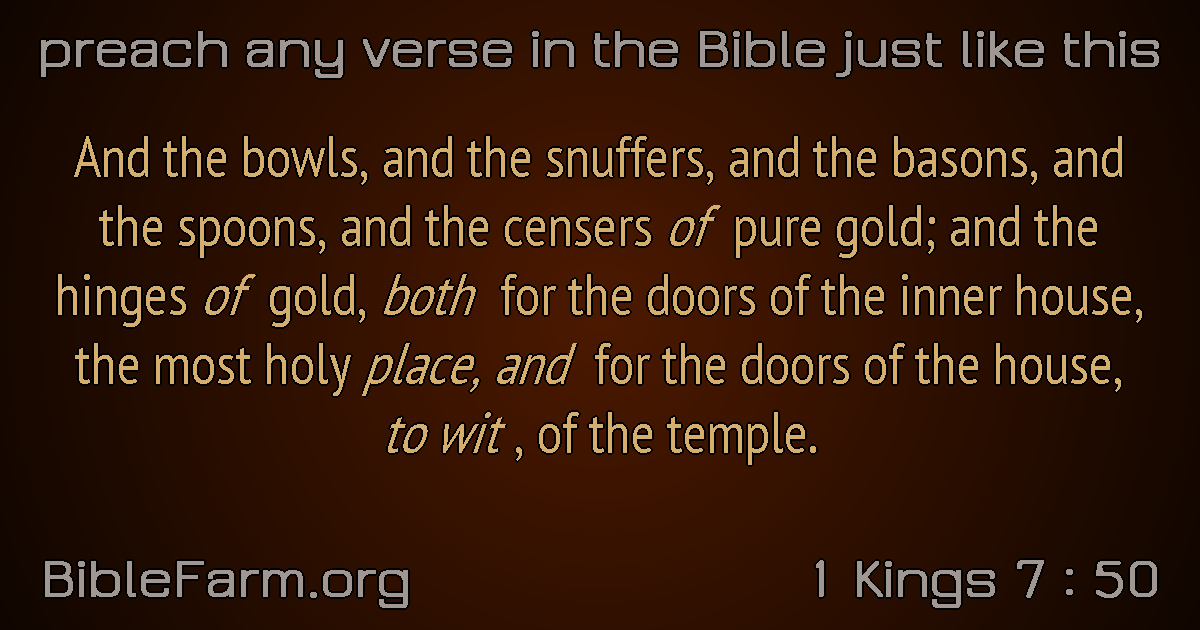 preach any verse in the Bible just like this
And the bowls, and the snuffers, and the basons, and
the spoons, and the censers of pure gold; and the
hinges of gold, both for the doors of the inner house,
the most holy place, and for the doors of the house,
to wit , of the temple.
BibleFarm.org
1 Kings 7 : 50